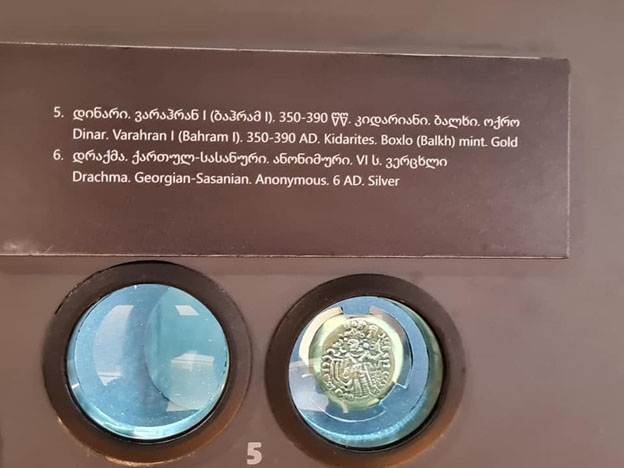 5. დინარი. ვარაჰრან I (ბაჰრამ I). 350-390 წწ. კიდარიანი. ბალხი. ოქრო
Dinar. Varahran I (Bahram I). 350-390 AD. Kidarites. Boxlo (Balkh) mint. Gold
6. დრაქმა. ქართულ-სასანური. ანონიმური. VI ს. ვერცხლი
Drachma. Georgian-Sasanian. Anonymous. 6 AD. Silver
5